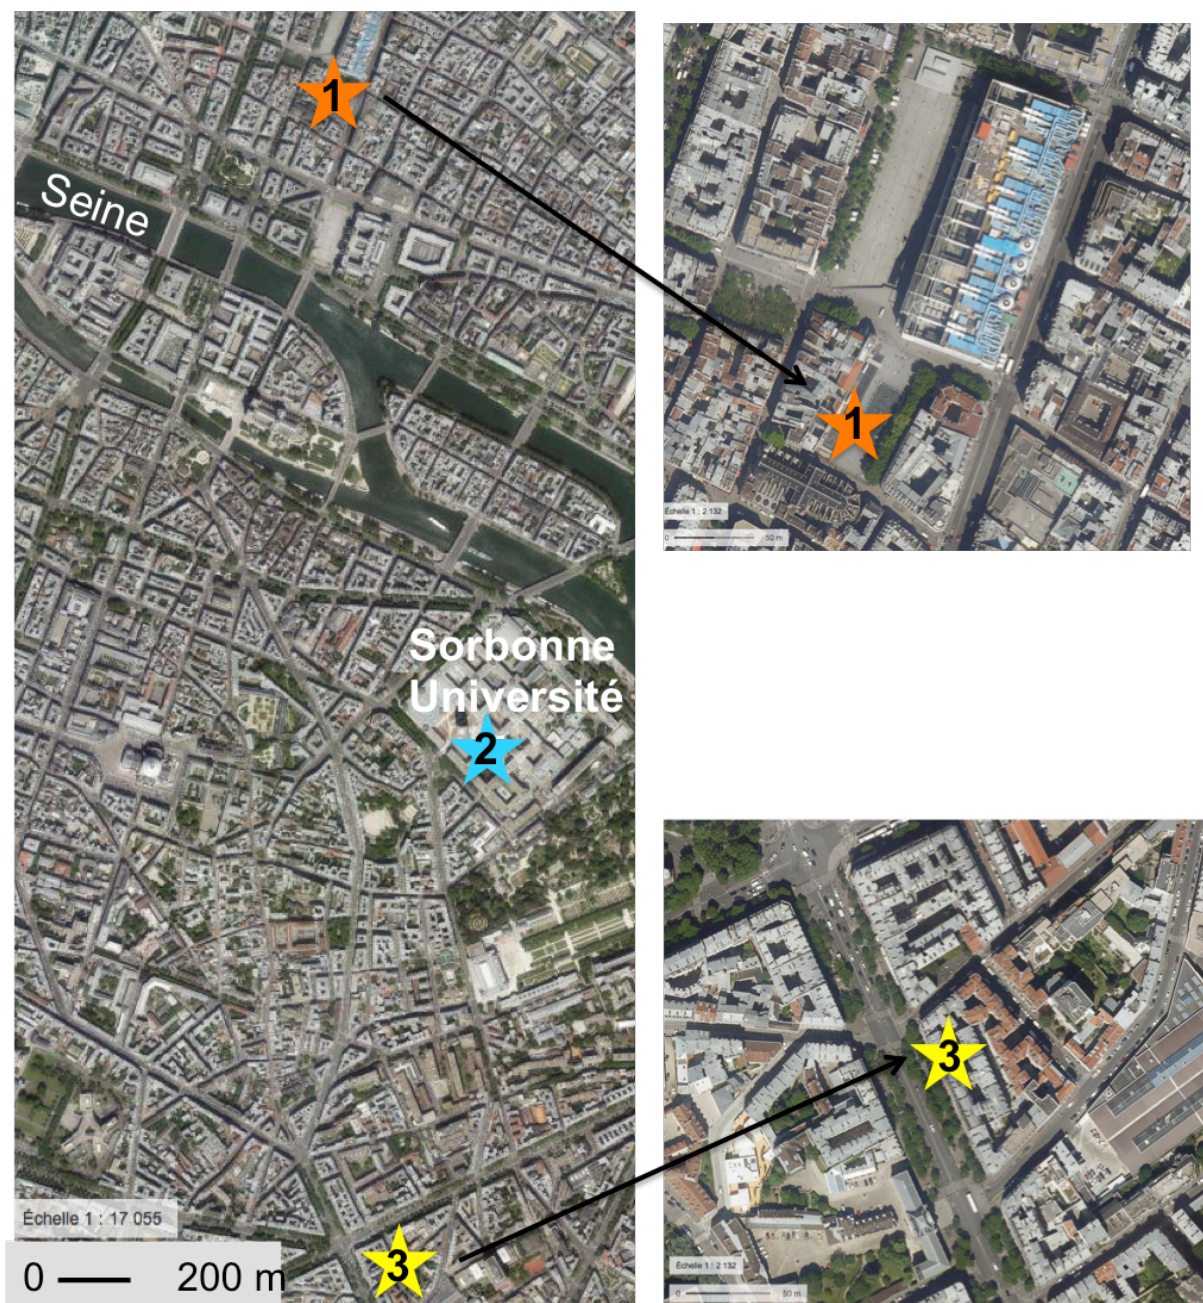 1
Seine
Sorbonne
Université
2
Échelle 1 : 17 055
0 200 m
3
1
Échelle 1 : 2 132
0 50 m
3
Échelle 1 : 2 132
0 50 m